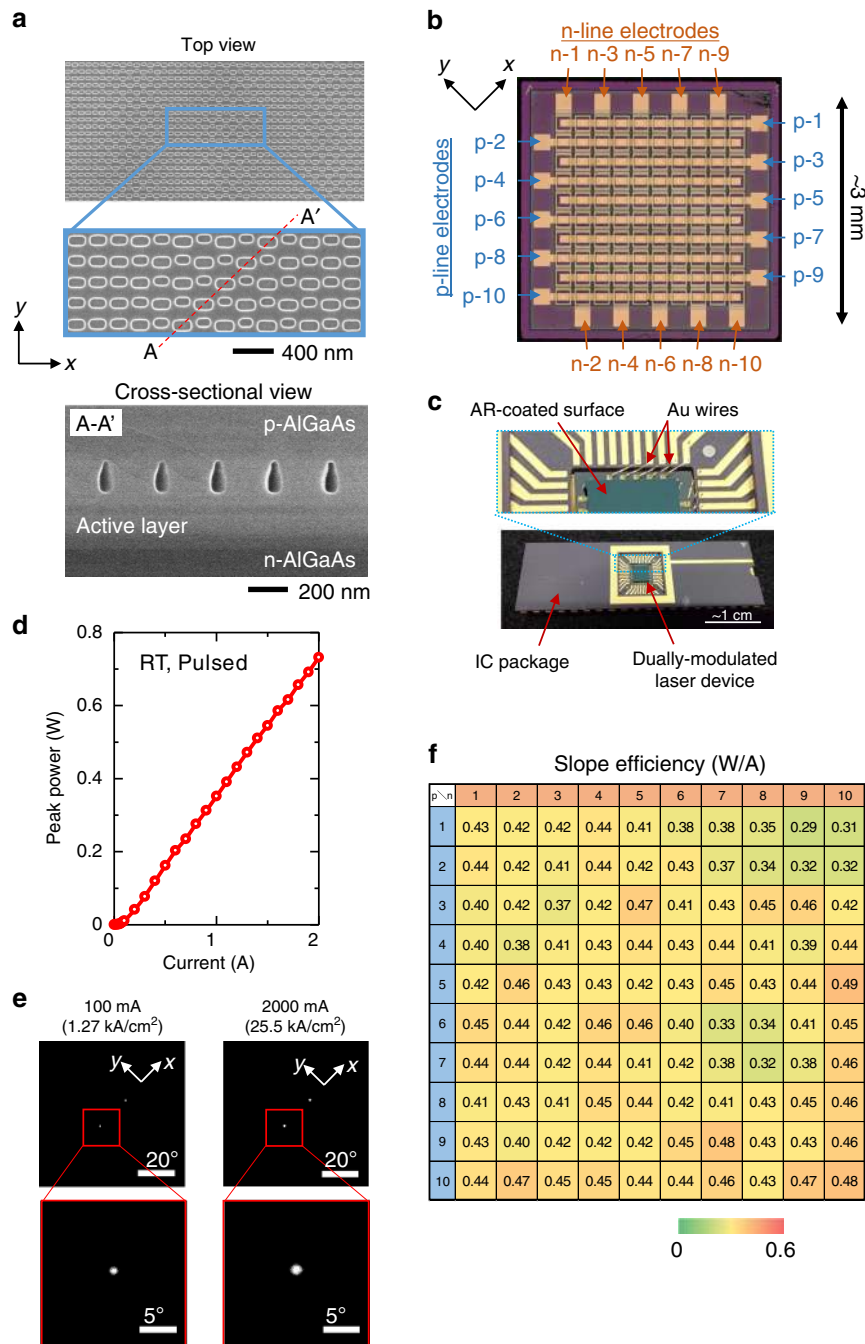 a
Top view
A′
A
y
x
400 nm
Cross-sectional view
A-A′
p-AlGaAs
Active layer
n-AlGaAs
200 nm
b
n-line electrodes
n-1 n-3 n-5 n-7 n-9
y
x
p-line electrodes
p-1
p-2
p-3
p-4
p-5
p-6
p-7
p-8
p-9
p-10
~3 mm
n-2 n-4 n-6 n-8 n-10
c
AR-coated surface
Au wires
~1 cm
IC package
Dually-modulated
laser device
d
RT, Pulsed
Peak power (W)
0.8
0.6
0.4
0.2
0
0 1 2
Current (A)
e
100 mA
(1.27 kA/cm²)
2000 mA
(25.5 kA/cm²)
y x
y x
20°
20°
5°
5°
f
Slope efficiency (W/A)
p\n 1 2 3 4 5 6 7 8 9 10
1 0.43 0.42 0.42 0.44 0.41 0.38 0.38 0.35 0.29 0.31
2 0.44 0.42 0.41 0.44 0.42 0.43 0.37 0.34 0.32 0.32
3 0.40 0.42 0.37 0.42 0.47 0.41 0.43 0.45 0.46 0.42
4 0.40 0.38 0.41 0.43 0.44 0.43 0.44 0.41 0.39 0.44
5 0.42 0.46 0.43 0.43 0.42 0.43 0.45 0.43 0.44 0.49
6 0.45 0.44 0.42 0.46 0.46 0.40 0.33 0.34 0.41 0.45
7 0.44 0.44 0.42 0.44 0.41 0.42 0.38 0.32 0.38 0.46
8 0.41 0.43 0.41 0.45 0.44 0.42 0.41 0.43 0.45 0.46
9 0.43 0.40 0.42 0.42 0.42 0.45 0.48 0.43 0.43 0.46
10 0.44 0.47 0.45 0.45 0.44 0.44 0.46 0.43 0.47 0.48
0 0.6